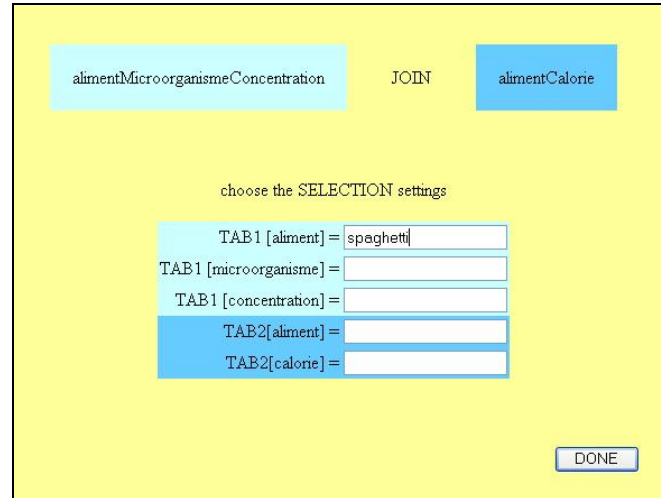 alimentMicroorganismeConcentration JOIN alimentCalorie
choose the SELECTION settings
TAB1 [aliment] = spaghetti
TAB1 [microorganisme] =
TAB1 [concentration] =
TAB2[aliment] =
TAB2[calorie] =
DONE